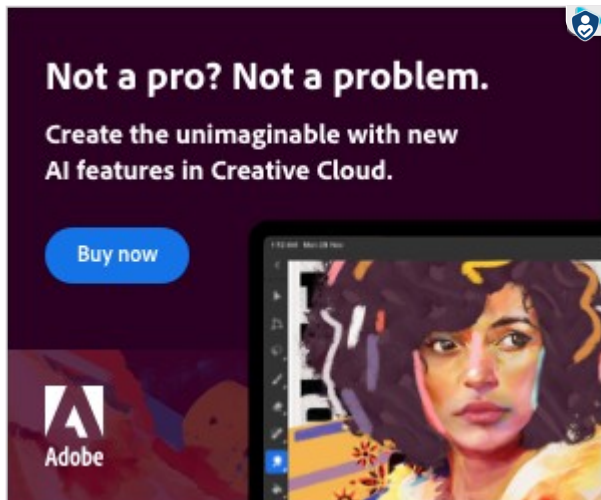 Not a pro? Not a problem.
Create the unimaginable with new
AI features in Creative Cloud.
Buy now
Adobe